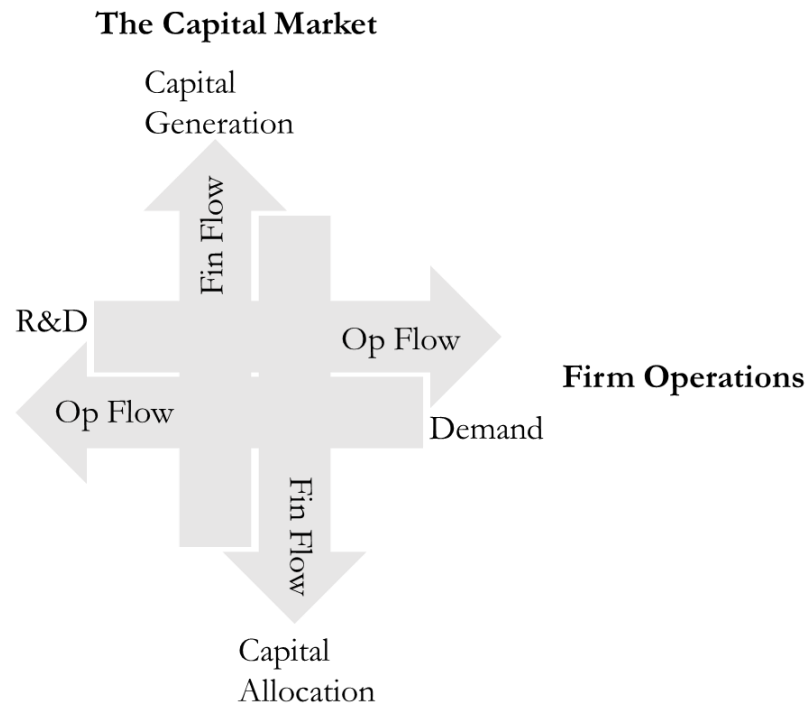 The Capital Market
Capital
Generation
Fin Flow
R&D
Op Flow
Firm Operations
Op Flow
Demand
Fin Flow
Capital
Allocation